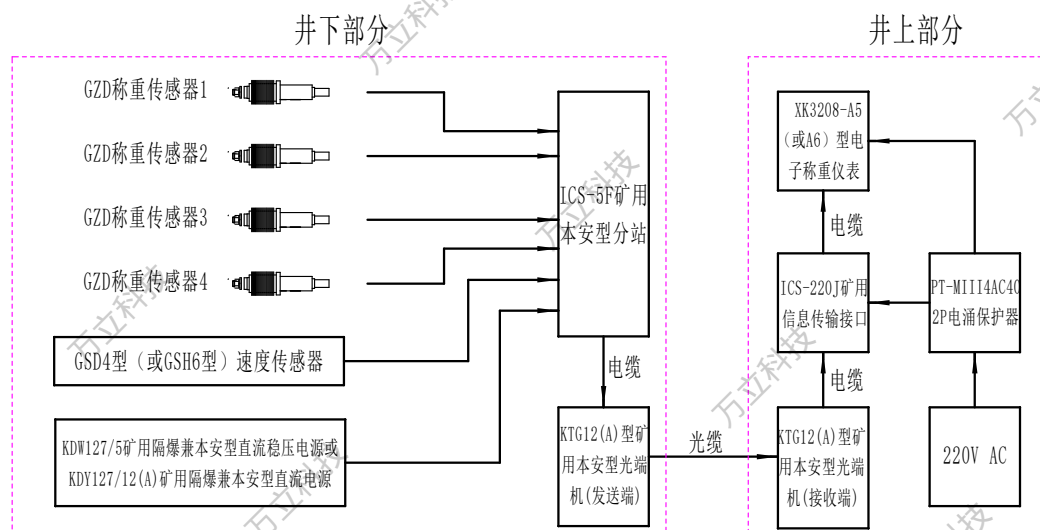 井下部分
GZD称重传感器1
GZD称重传感器2
GZD称重传感器3
GZD称重传感器4
GSD4型(或GSH6型)速度传感器
KDW127/5矿用隔爆兼本安型直流稳压电源或
KDY127/12(A)矿用隔爆兼本安型直流电源
ICS-5F矿用
本安型分站
电缆
KTG12(A)型矿
用本安型光端
机(发送端)
光缆
井上部分
XK3208-A5
(或A6)型电
子称重仪表
电缆
ICS-220J矿用
信息传输接口
电缆
KTG12(A)型矿
用本安型光端
机(接收端)
PT-MIII4AC40
2P电涌保护器
220V AC
万立科技
万立科技
万立科技
万立科技
万立科技